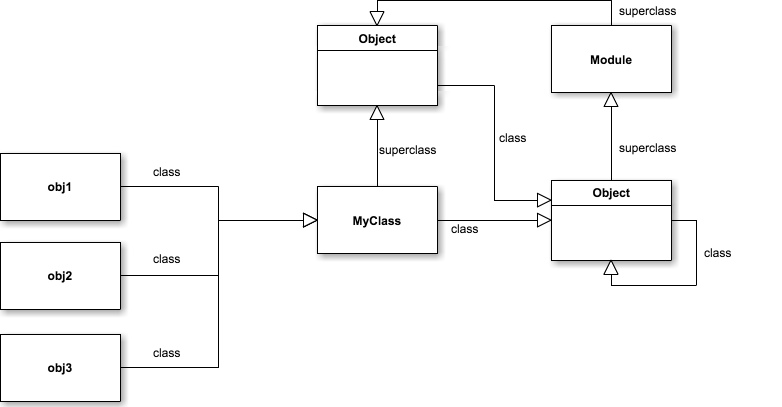 superclass
Object
Module
class
superclass
superclass
class
obj1
Object
MyClass
class
class
obj2
class
obj3
class